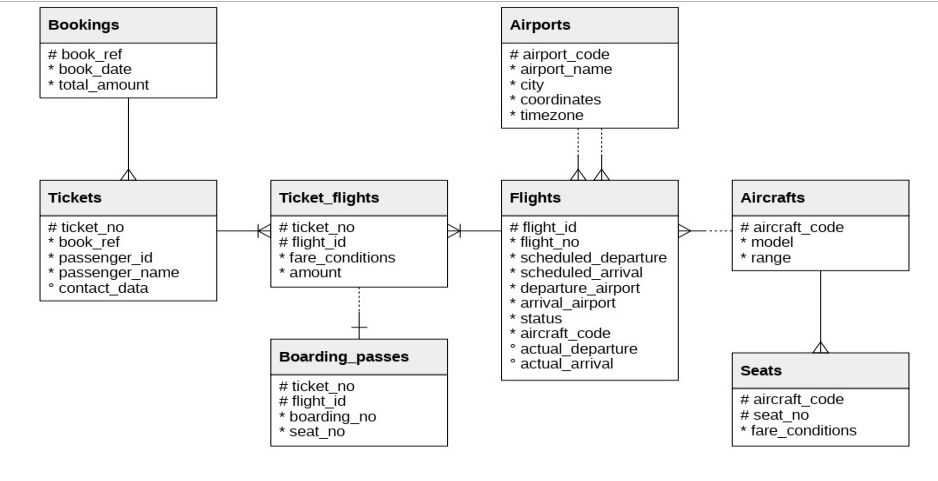 Bookings
# book_ref
* book_date
* total_amount
Airports
# airport_code
* airport_name
* city
* coordinates
* timezone
Tickets
# ticket_no
* book_ref
* passenger_id
* passenger_name
° contact_data
Ticket_flights
# ticket_no
# flight_id
* fare_conditions
* amount
Flights
# flight_id
* flight_no
* scheduled_departure
* scheduled_arrival
* departure_airport
* arrival_airport
* status
* aircraft_code
° actual_departure
° actual_arrival
Aircrafts
# aircraft_code
* model
* range
Boarding_passes
# ticket_no
# flight_id
* boarding_no
* seat_no
Seats
# aircraft_code
# seat_no
* fare_conditions